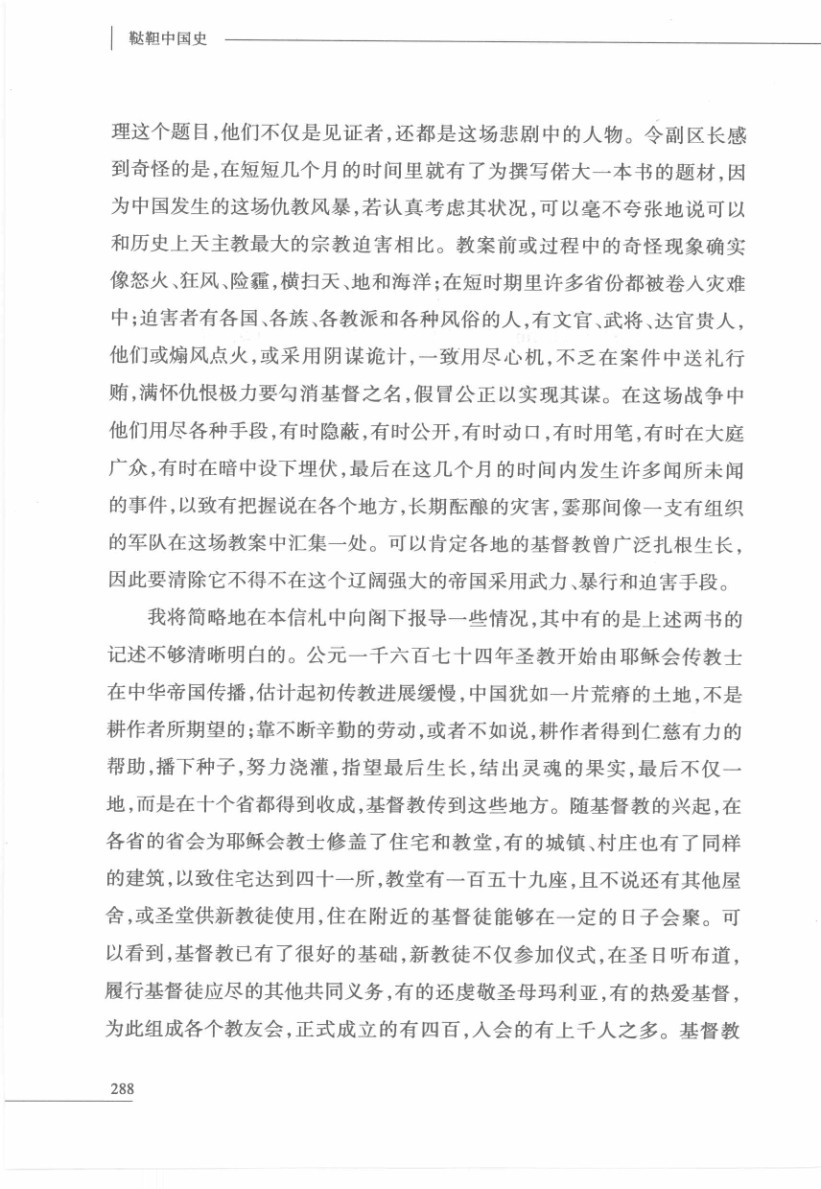 鞑靼中国史
理这个题目,他们不仅是见证者,还都是这场悲剧中的人物。令副区长感
到奇怪的是,在短短几个月的时间里就有了为撰写偌大一本书的题材,因
为中国发生的这场仇教风暴,若认真考虑其状况,可以毫不夸张地说可以
和历史上天主教最大的宗教迫害相比。教案前或过程中的奇怪现象确实
像怒火、狂风、险霾,横扫天、地和海洋;在短时期里许多省份都被卷入灾难
中;迫害者有各国、各族、各教派和各种风俗的人,有文官、武将、达官贵人,
他们或煽风点火,或采用阴谋诡计,一致用尽心机,不乏在案件中送礼行
贿,满怀仇恨极力要勾消基督之名,假冒公正以实现其谋。在这场战争中
他们用尽各种手段,有时隐蔽,有时公开,有时动口,有时用笔,有时在大庭
广众,有时在暗中设下埋伏,最后在这几个月的时间内发生许多闻所未闻
的事件,以致有把握说在各个地方,长期酝酿的灾害,霎那间像一支有组织
的军队在这场教案中汇集一处。可以肯定各地的基督教曾广泛扎根生长,
因此要清除它不得不在这个辽阔强大的帝国采用武力、暴行和迫害手段。
我将简略地在本信札中向阁下报导一些情况,其中有的是上述两书的
记述不够清晰明白的。公元一千六百七十四年圣教开始由耶稣会传教士
在中华帝国传播,估计起初传教进展缓慢,中国犹如一片荒瘠的土地,不是
耕作者所期望的;靠不断辛勤的劳动,或者不如说,耕作者得到仁慈有力的
帮助,播下种子,努力浇灌,指望最后生长,结出灵魂的果实,最后不仅一
地,而是在十个省都得到收成,基督教传到这些地方。随基督教的兴起,在
各省的省会为耶稣会教士修盖了住宅和教堂,有的城镇、村庄也有了同样
的建筑,以致住宅达到四十一所,教堂有一百五十九座,且不说还有其他屋
舍,或圣堂供新教徒使用,住在附近的基督徒能够在一定的日子会聚。可
以看到,基督教已有了很好的基础,新教徒不仅参加仪式,在圣日听布道,
履行基督徒应尽的其他共同义务,有的还虔敬圣母玛利亚,有的热爱基督,
为此组成各个教友会,正式成立的有四百,入会的有上千人之多。基督教
288